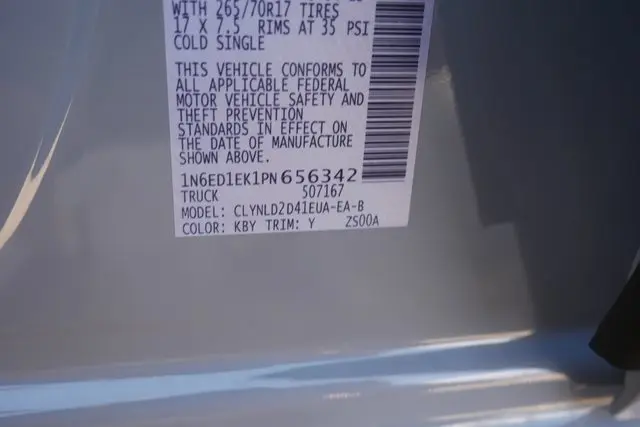 WITH 265/70R17 TIRES
17 X 7.5 RIMS AT 35 PSI
COLD SINGLE
THIS VEHICLE CONFORMS TO
ALL APPLICABLE FEDERAL
MOTOR VEHICLE SAFETY AND
THEFT PREVENTION
STANDARDS IN EFFECT ON
THE DATE OF MANUFACTURE
SHOWN ABOVE.
1N6ED1EK1PN656342
TRUCK S07167
MODEL: CLYNLD2D41EUA-EA-B
COLOR: KBY TRIM: Y ZS00A